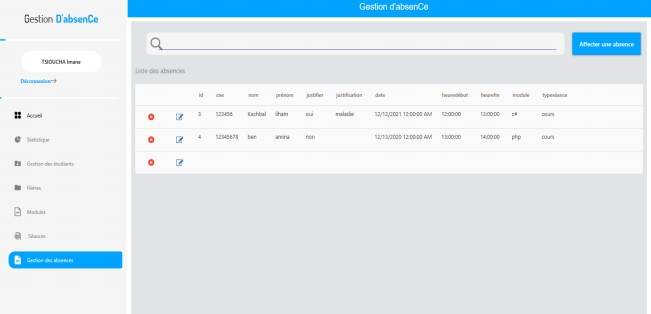 Gestion D'absenCe
Gestion D'absenCe
TSIOUCHA Imane
Déconnexion→
Affecter une absence
Liste des absences
id cne nom prénom justifier justification date heuredébut heurefin module typeséance
3 123456 Kachbal ilham oui maladie 12/12/2021 12:00:00 AM 12:00:00 13:00:00 c# cours
4 12345678 ben amina non 12/13/2020 12:00:00 AM 13:00:00 14:00:00 php cours
Accueil
Statistique
Gestion des étudiants
filières
Modules
Séances
Gestion des absences